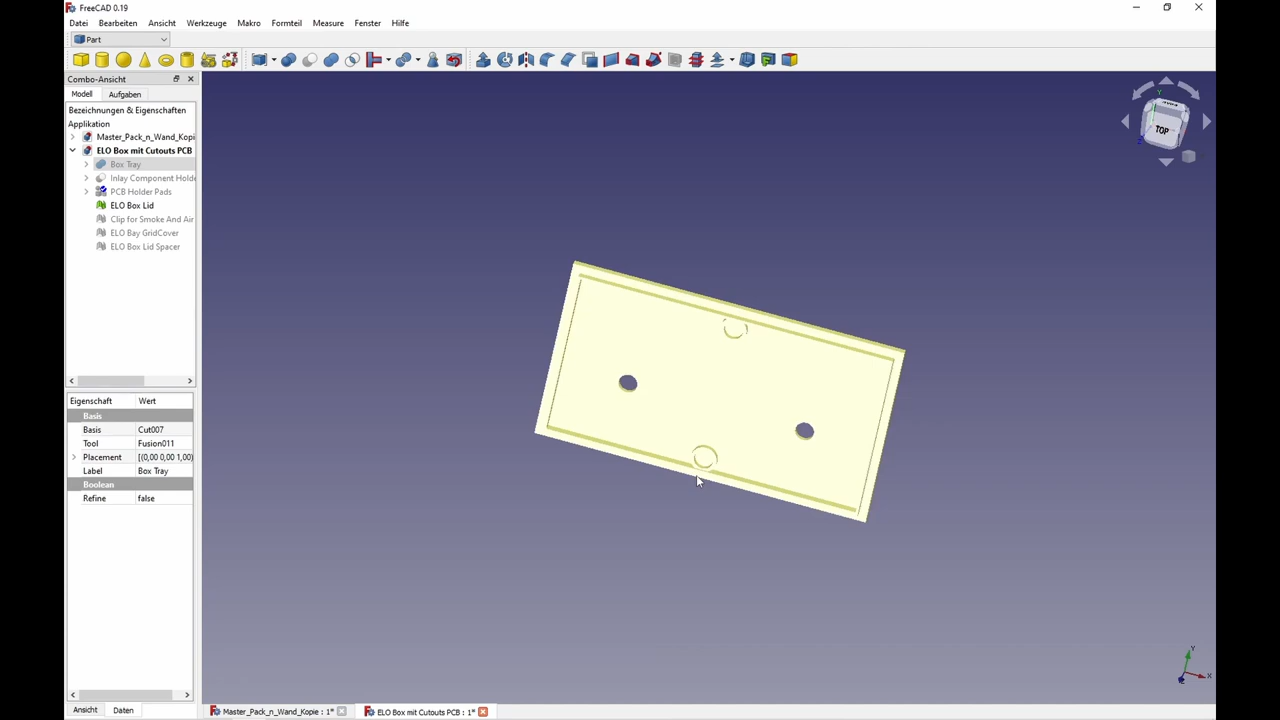 FreeCAD 0.19
Datei Bearbeiten Ansicht Werkzeuge Makro Formteil Measure Fenster Hilfe
Part
Combo-Ansicht
Modell Aufgaben
Bezeichnungen & Eigenschaften
Applikation
Master_Pack_n_Wand_Kopi
ELO Box mit Cutouts PCB
Box Tray
Inlay Component Holde
PCB Holder Pads
ELO Box Lid
Clip for Smoke And Air
ELO Bay GridCover
ELO Box Lid Spacer
Eigenschaft Wert
Basis
Basis Cut007
Tool Fusion011
Placement [(0,00 0,00 1,00)
Label Box Tray
Boolean
Refine false
Ansicht Daten
Master_Pack_n_Wand_Kopie : 1*
ELO Box mit Cutouts PCB : 1*
TOP
Y
X